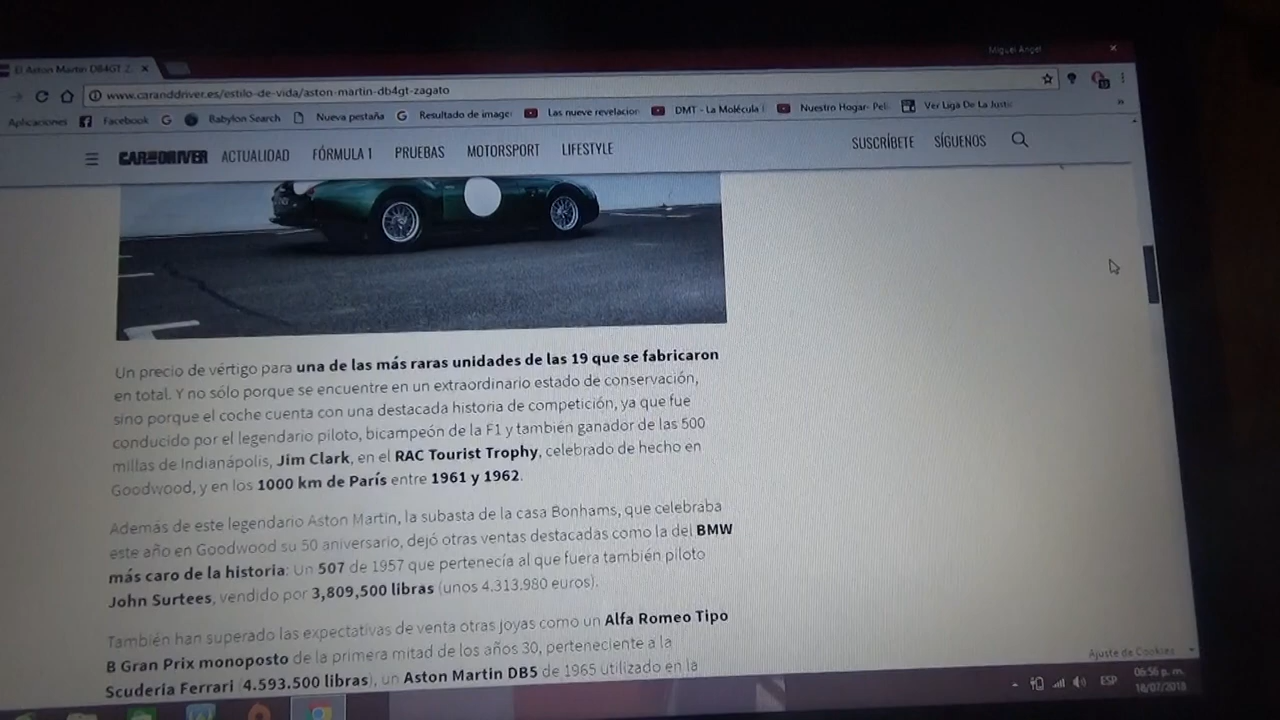 Miguel Ángel
El Aston Martin DB4GT Z
www.caranddriver.es/estilo-de-vida/aston-martin-db4gt-zagato
Aplicaciones Facebook Babylon Search Nueva pestaña Resultado de image Las nueve revelacion DMT - La Molécula Nuestro Hogar- Pel Ver Liga De La Justic
CAR AND DRIVER ACTUALIDAD FÓRMULA 1 PRUEBAS MOTORSPORT LIFESTYLE SUSCRÍBETE SÍGUENOS
Un precio de vértigo para una de las más raras unidades de las 19 que se fabricaron
en total. Y no sólo porque se encuentre en un extraordinario estado de conservación,
sino porque el coche cuenta con una destacada historia de competición, ya que fue
conducido por el legendario piloto, bicampeón de la F1 y también ganador de las 500
millas de Indianápolis, Jim Clark, en el RAC Tourist Trophy, celebrado de hecho en
Goodwood, y en los 1000 km de París entre 1961 y 1962.
Además de este legendario Aston Martin, la subasta de la casa Bonhams, que celebraba
este año en Goodwood su 50 aniversario, dejó otras ventas destacadas como la del BMW
más caro de la historia: Un 507 de 1957 que pertenecía al que fuera también piloto
John Surtees, vendido por 3,809,500 libras (unos 4.313.980 euros).
También han superado las expectativas de venta otras joyas como un Alfa Romeo Tipo
B Gran Prix monoposto de la primera mitad de los años 30, perteneciente a la
Scuderia Ferrari (4.593.500 libras), un Aston Martin DB5 de 1965 utilizado en la
Ajuste de Cookies
ESP
06:56 p. m.
18/07/2018